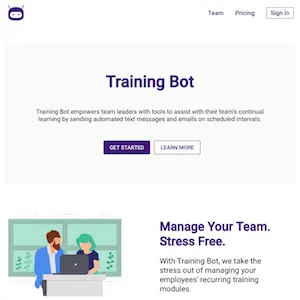 Team Pricing Sign In
Training Bot
Training Bot empowers team leaders with tools to assist with their team's continual
learning by sending automated text messages and emails on scheduled intervals.
GET STARTED LEARN MORE
Manage Your Team.
Stress Free.
With Training Bot, we take the
stress out of managing your
employees' recurring training
modules.